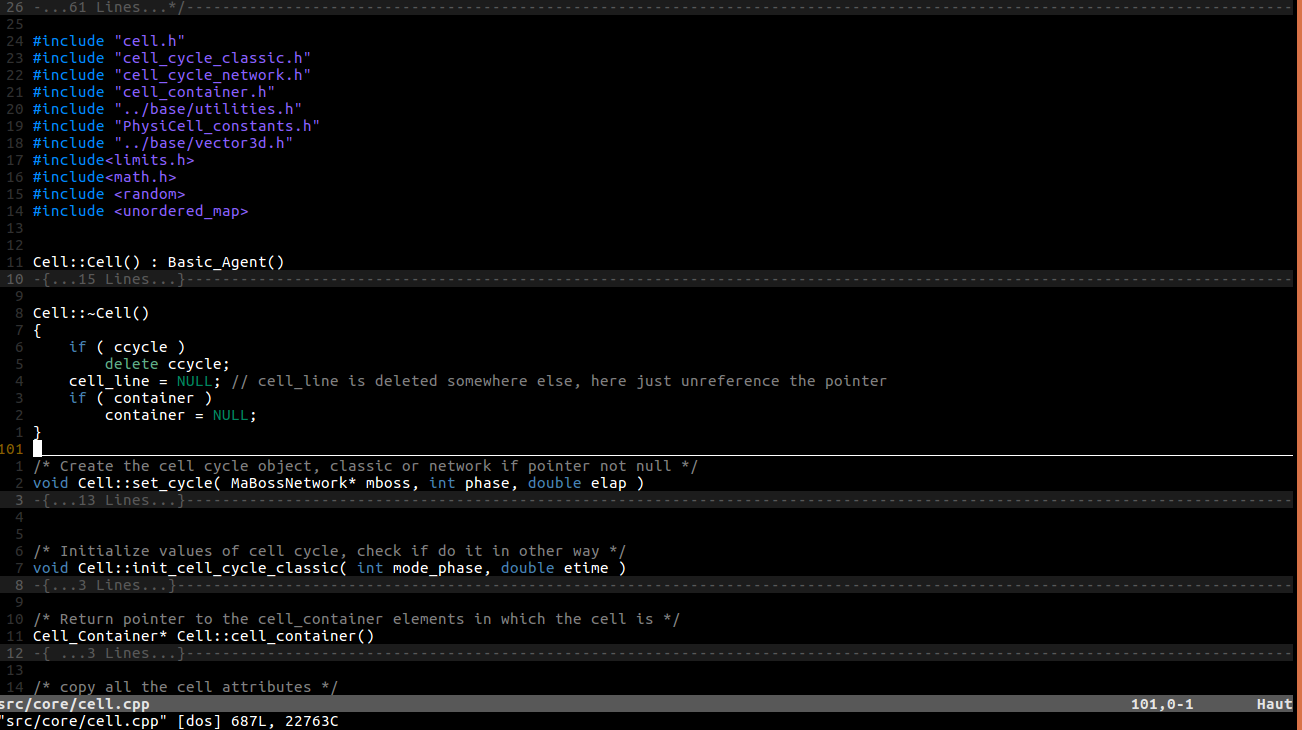 26 -...61 Lines...*/--------------------------------------------------------------------------------------------------------------------------
25
24 #include "cell.h"
23 #include "cell_cycle_classic.h"
22 #include "cell_cycle_network.h"
21 #include "cell_container.h"
20 #include "../base/utilities.h"
19 #include "PhysiCell_constants.h"
18 #include "../base/vector3d.h"
17 #include<limits.h>
16 #include<math.h>
15 #include <random>
14 #include <unordered_map>
13
12
11 Cell::Cell() : Basic_Agent()
10 -{...15 Lines...}--------------------------------------------------------------------------------------------------------------------------
9
8 Cell::~Cell()
7 {
6     if ( ccycle )
5         delete ccycle;
4     cell_line = NULL; // cell_line is deleted somewhere else, here just unreference the pointer
3     if ( container )
2         container = NULL;
1 }
101
1 /* Create the cell cycle object, classic or network if pointer not null */
2 void Cell::set_cycle( MaBossNetwork* mboss, int phase, double elap )
3 -{...13 Lines...}--------------------------------------------------------------------------------------------------------------------------
4
5
6 /* Initialize values of cell cycle, check if do it in other way */
7 void Cell::init_cell_cycle_classic( int mode_phase, double etime )
8 -{...3 Lines...}---------------------------------------------------------------------------------------------------------------------------
9
10 /* Return pointer to the cell_container elements in which the cell is */
11 Cell_Container* Cell::cell_container()
12 -{ ...3 Lines...}--------------------------------------------------------------------------------------------------------------------------
13
14 /* copy all the cell attributes */
src/core/cell.cpp 101,0-1 Haut
"src/core/cell.cpp" [dos] 687L, 22763C